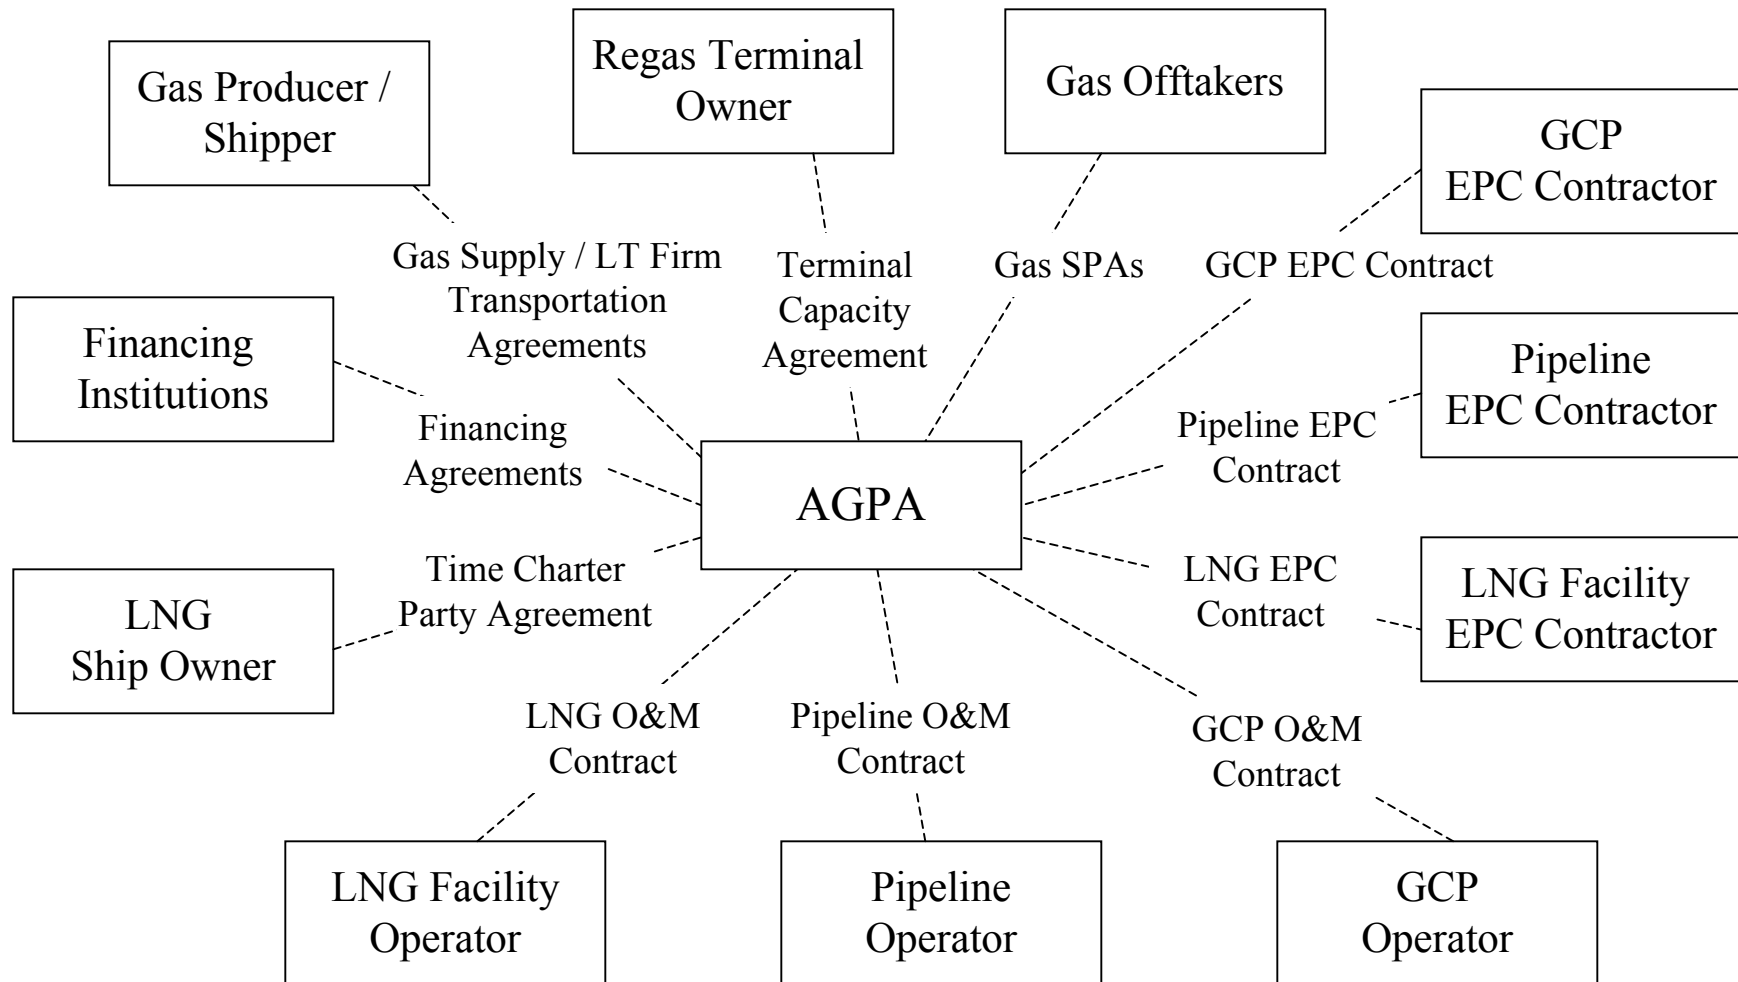 Gas Producer /
Shipper
Regas Terminal
Owner
Gas Offtakers
GCP
EPC Contractor
Gas Supply / LT Firm
Transportation
Agreements
Terminal
Capacity
Agreement
Gas SPAs
GCP EPC Contract
Financing
Institutions
Pipeline
EPC Contractor
Financing
Agreements
Pipeline EPC
Contract
AGPA
Time Charter
Party Agreement
LNG EPC
Contract
LNG
Ship Owner
LNG Facility
EPC Contractor
LNG O&M
Contract
Pipeline O&M
Contract
GCP O&M
Contract
LNG Facility
Operator
Pipeline
Operator
GCP
Operator